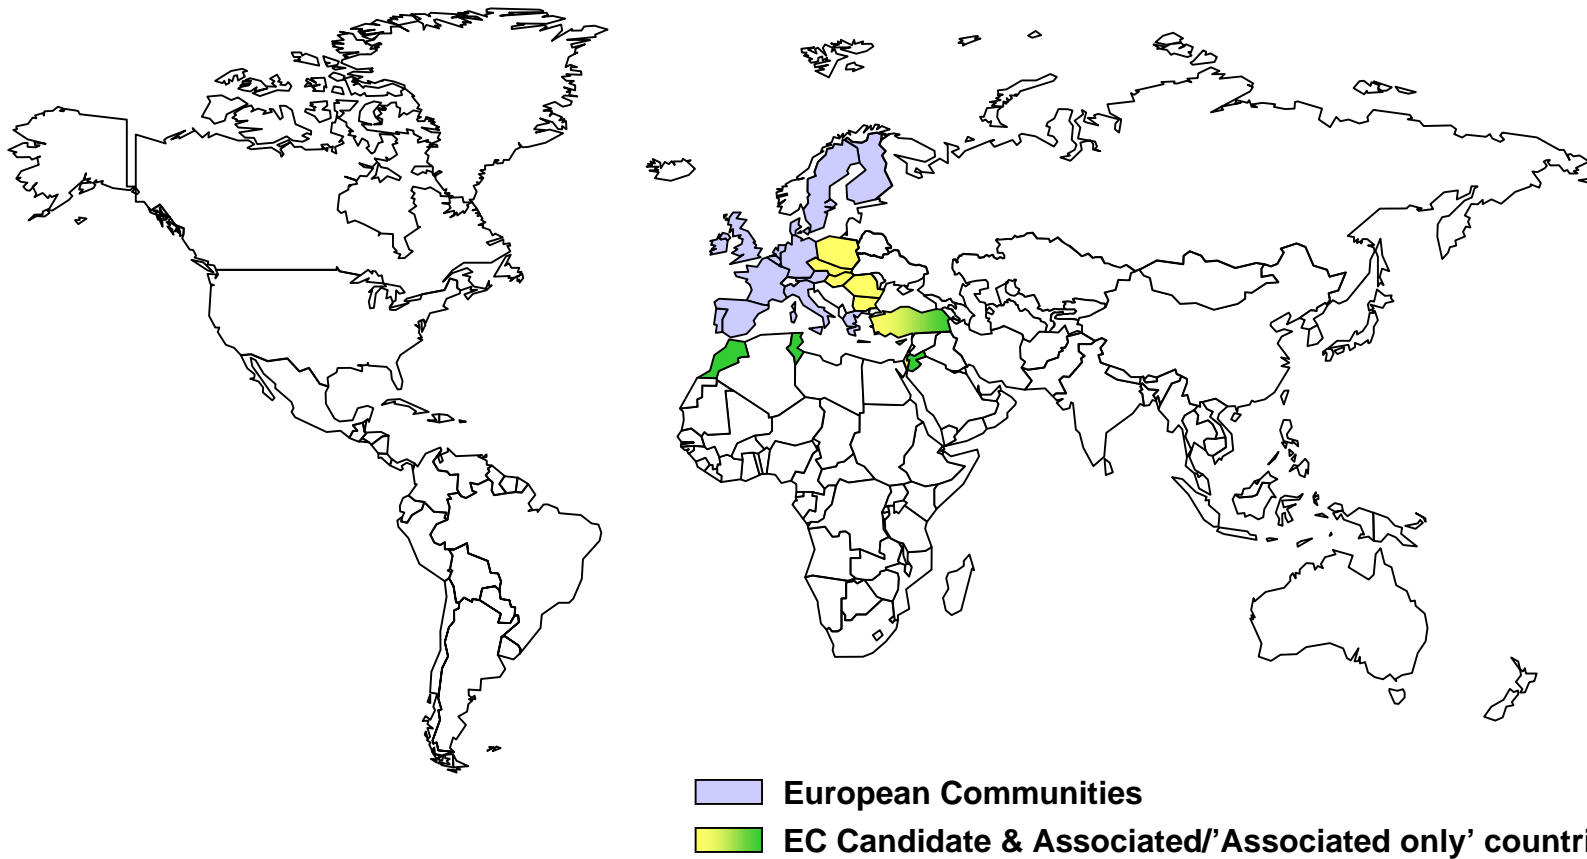 European Communities
EC Candidate & Associated/’Associated only’ countri